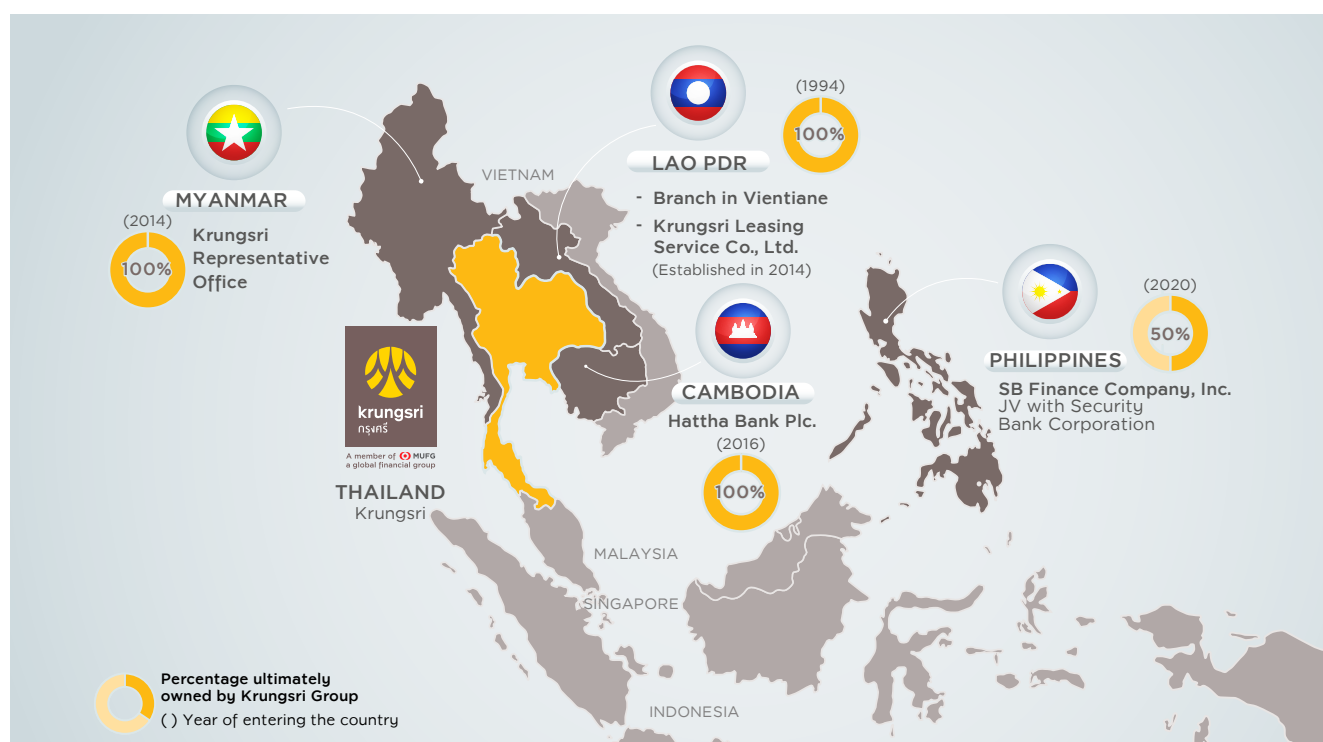 MYANMAR
(2014)
100%
Krungsri
Representative
Office
VIETNAM
LAO PDR
(1994)
100%
- Branch in Vientiane
- Krungsri Leasing
Service Co., Ltd.
(Established in 2014)
CAMBODIA
Hattha Bank Plc.
(2016)
100%
PHILIPPINES
(2020)
50%
SB Finance Company, Inc.
JV with Security
Bank Corporation
krungsri
กรุงศรี
A member of MUFG
a global financial group
THAILAND
Krungsri
MALAYSIA
SINGAPORE
INDONESIA
Percentage ultimately
owned by Krungsri Group
( ) Year of entering the country